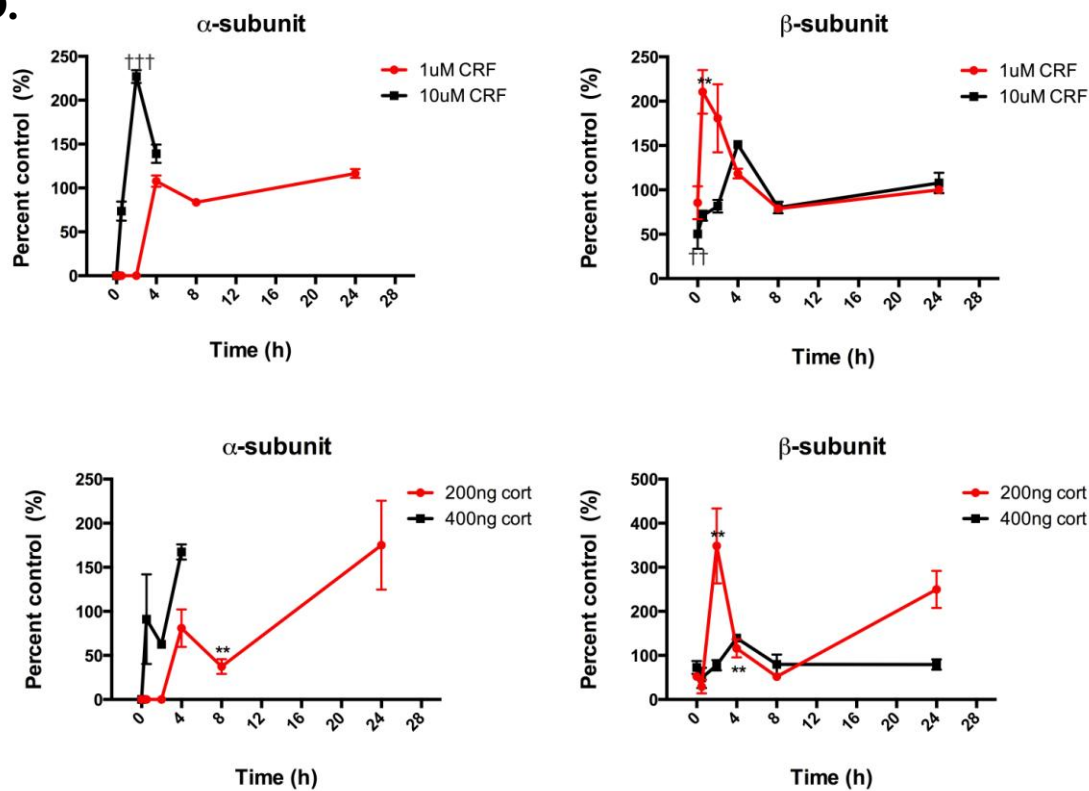 α-subunit
Percent control (%)
250
200
150
100
50
0
†††
1uM CRF
10uM CRF
0 4 8 12 16 20 24 28
Time (h)
β-subunit
Percent control (%)
250
200
150
100
50
0
**
††
1uM CRF
10uM CRF
0 4 8 12 16 20 24 28
Time (h)
α-subunit
Percent control (%)
250
200
150
100
50
0
**
200ng cort
400ng cort
0 4 8 12 16 20 24 28
Time (h)
β-subunit
Percent control (%)
500
400
300
200
100
0
**
**
200ng cort
400ng cort
0 4 8 12 16 20 24 28
Time (h)